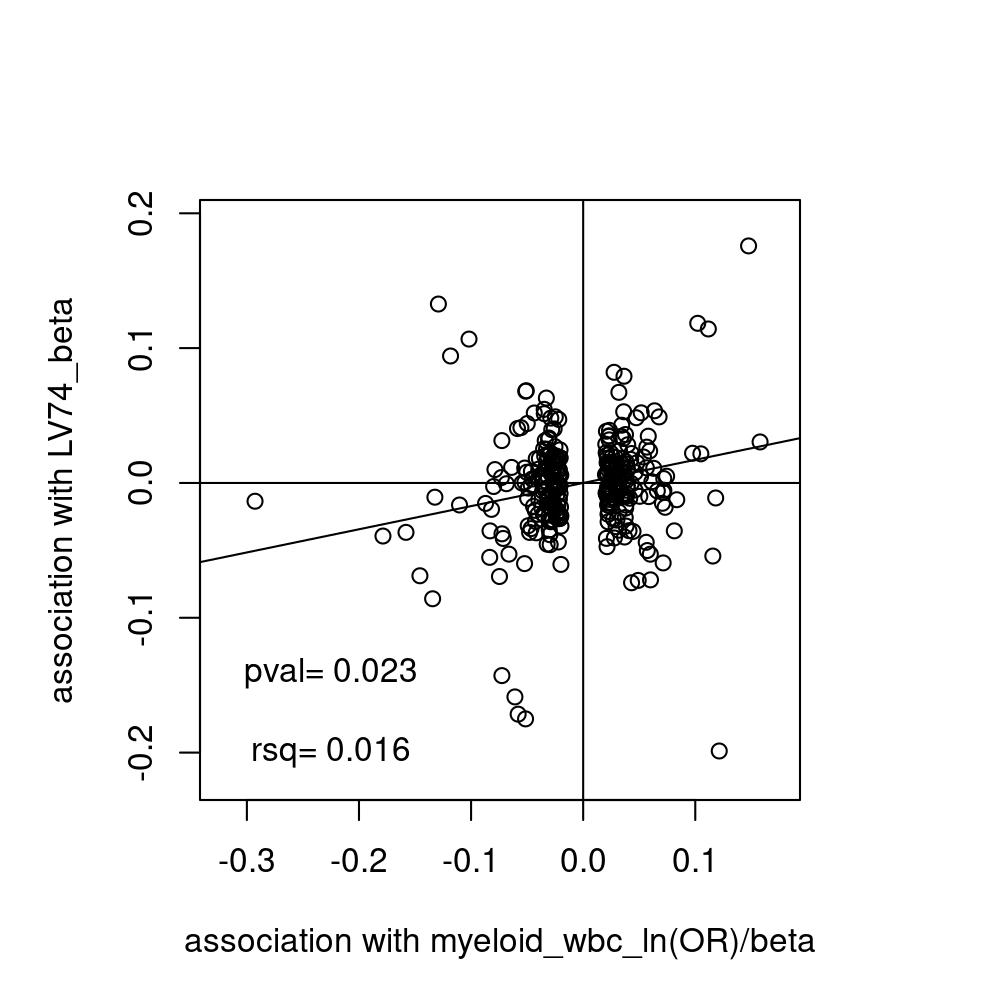 0.2
0.1
0.0
-0.1
-0.2
association with LV74_beta
pval= 0.023
rsq= 0.016
-0.3 -0.2 -0.1 0.0 0.1
association with myeloid_wbc_ln(OR)/beta